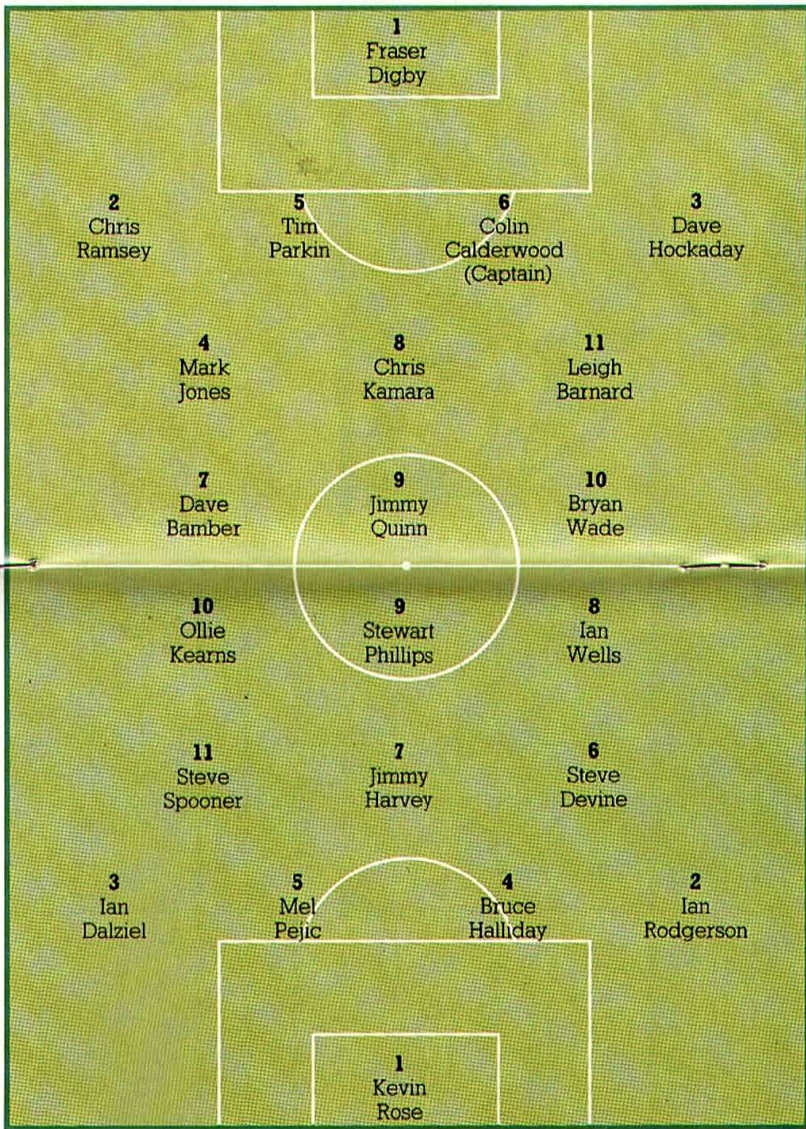 1
Fraser
Digby
2
Chris
Ramsey
5
Tim
Parkin
6
Colin
Calderwood
(Captain)
3
Dave
Hockaday
4
Mark
Jones
8
Chris
Kamara
11
Leigh
Barnard
7
Dave
Bamber
9
Jimmy
Quinn
10
Bryan
Wade
10
Ollie
Kearns
9
Stewart
Phillips
8
Ian
Wells
11
Steve
Spooner
7
Jimmy
Harvey
6
Steve
Devine
3
Ian
Dalziel
5
Mel
Pejic
4
Bruce
Halliday
2
Ian
Rodgerson
1
Kevin
Rose